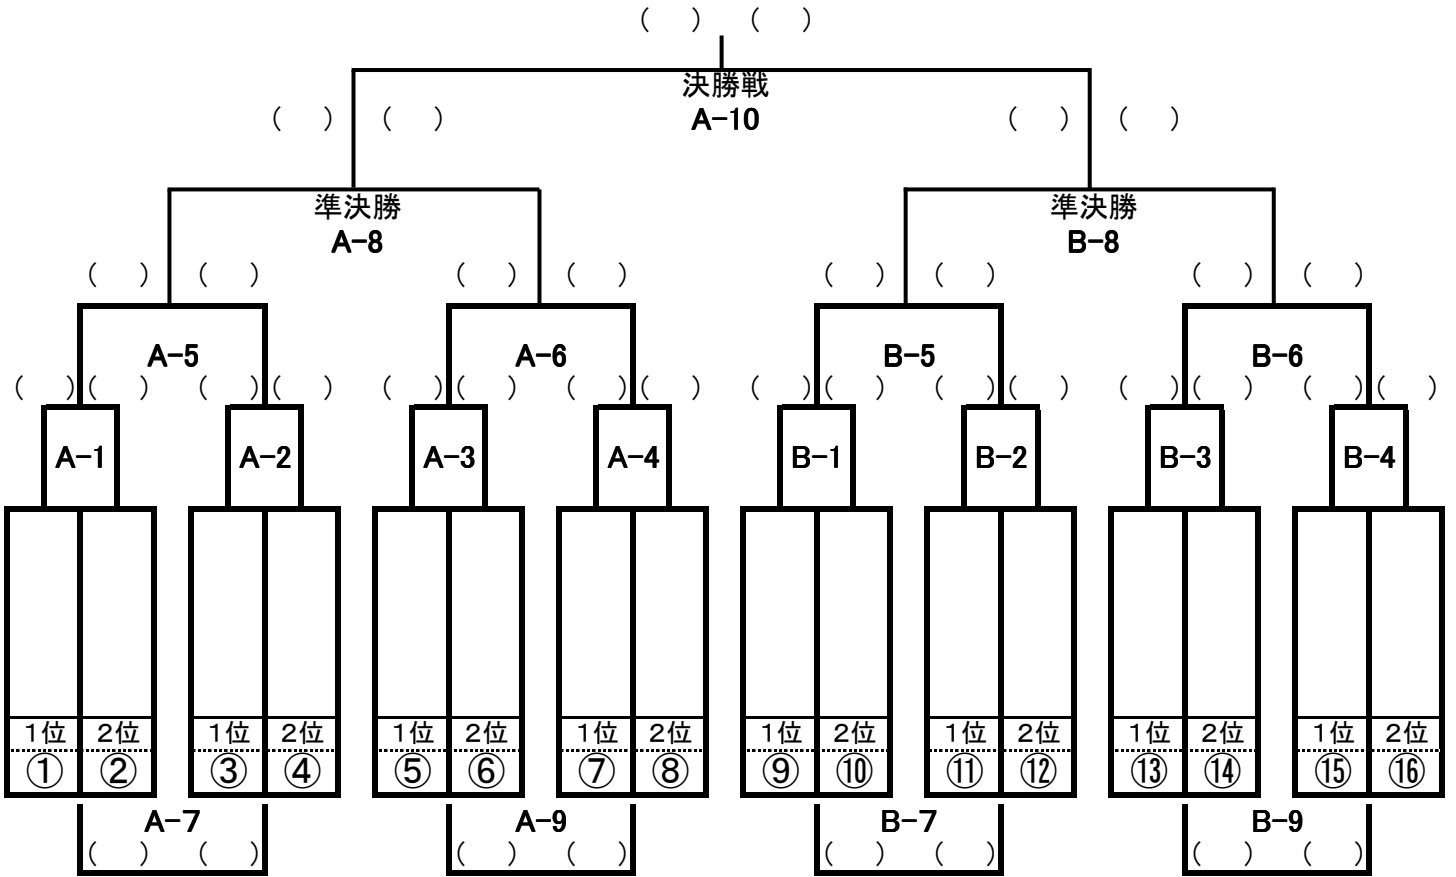 ( ) ( )
決勝戦
A-10
( ) ( ) ( ) ( )
準決勝 準決勝
A-8 B-8
( ) ( ) ( ) ( ) ( ) ( ) ( ) ( )
A-5 A-6 B-5 B-6
( ) ( ) ( ) ( ) ( ) ( ) ( ) ( ) ( ) ( ) ( ) ( ) ( ) ( ) ( ) ( )
A-1 A-2 A-3 A-4 B-1 B-2 B-3 B-4
1位 2位 1位 2位 1位 2位 1位 2位 1位 2位 1位 2位 1位 2位 1位 2位
① ② ③ ④ ⑤ ⑥ ⑦ ⑧ ⑨ ⑩ ⑪ ⑫ ⑬ ⑭ ⑮ ⑯
A-7 A-9 B-7 B-9
( ) ( ) ( ) ( ) ( ) ( ) ( ) ( )